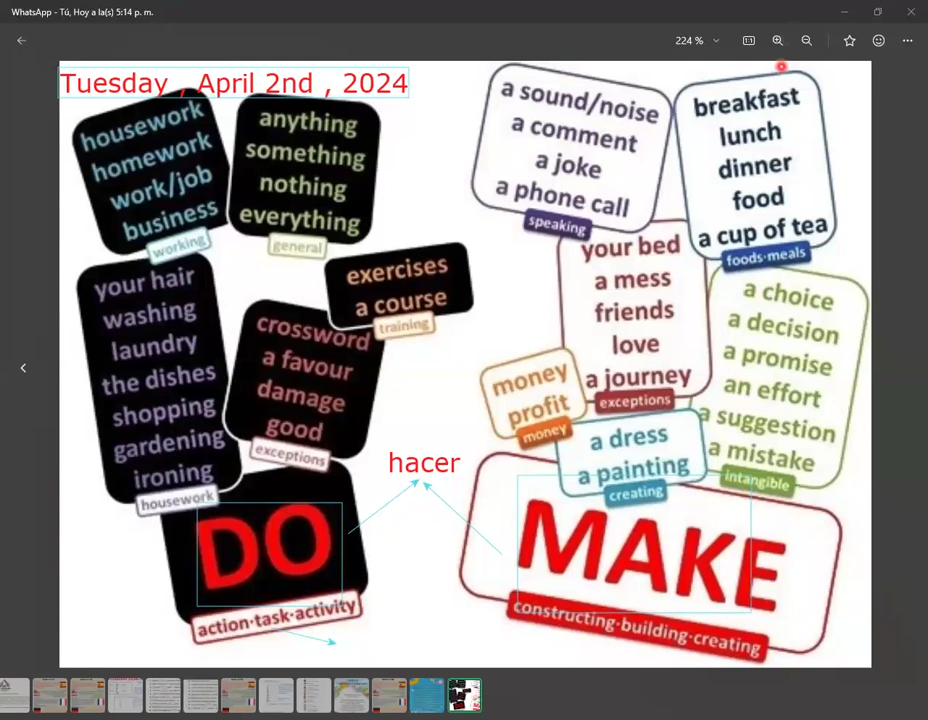 WhatsApp - Tú, Hoy a la(s) 5:14 p. m.
224 %
Tuesday , April 2nd , 2024
housework
homework
work/job
business
working
anything
something
nothing
everything
general
exercises
a course
training
your hair
washing
laundry
the dishes
shopping
gardening
ironing
housework
crossword
a favour
damage
good
exceptions
DO
action·task·activity
hacer
a sound/noise
a comment
a joke
a phone call
speaking
breakfast
lunch
dinner
food
a cup of tea
foods·meals
your bed
a mess
friends
love
a journey
exceptions
money
profit
money
a choice
a decision
a promise
an effort
a suggestion
a mistake
intangible
a dress
a painting
creating
MAKE
constructing·building·creating